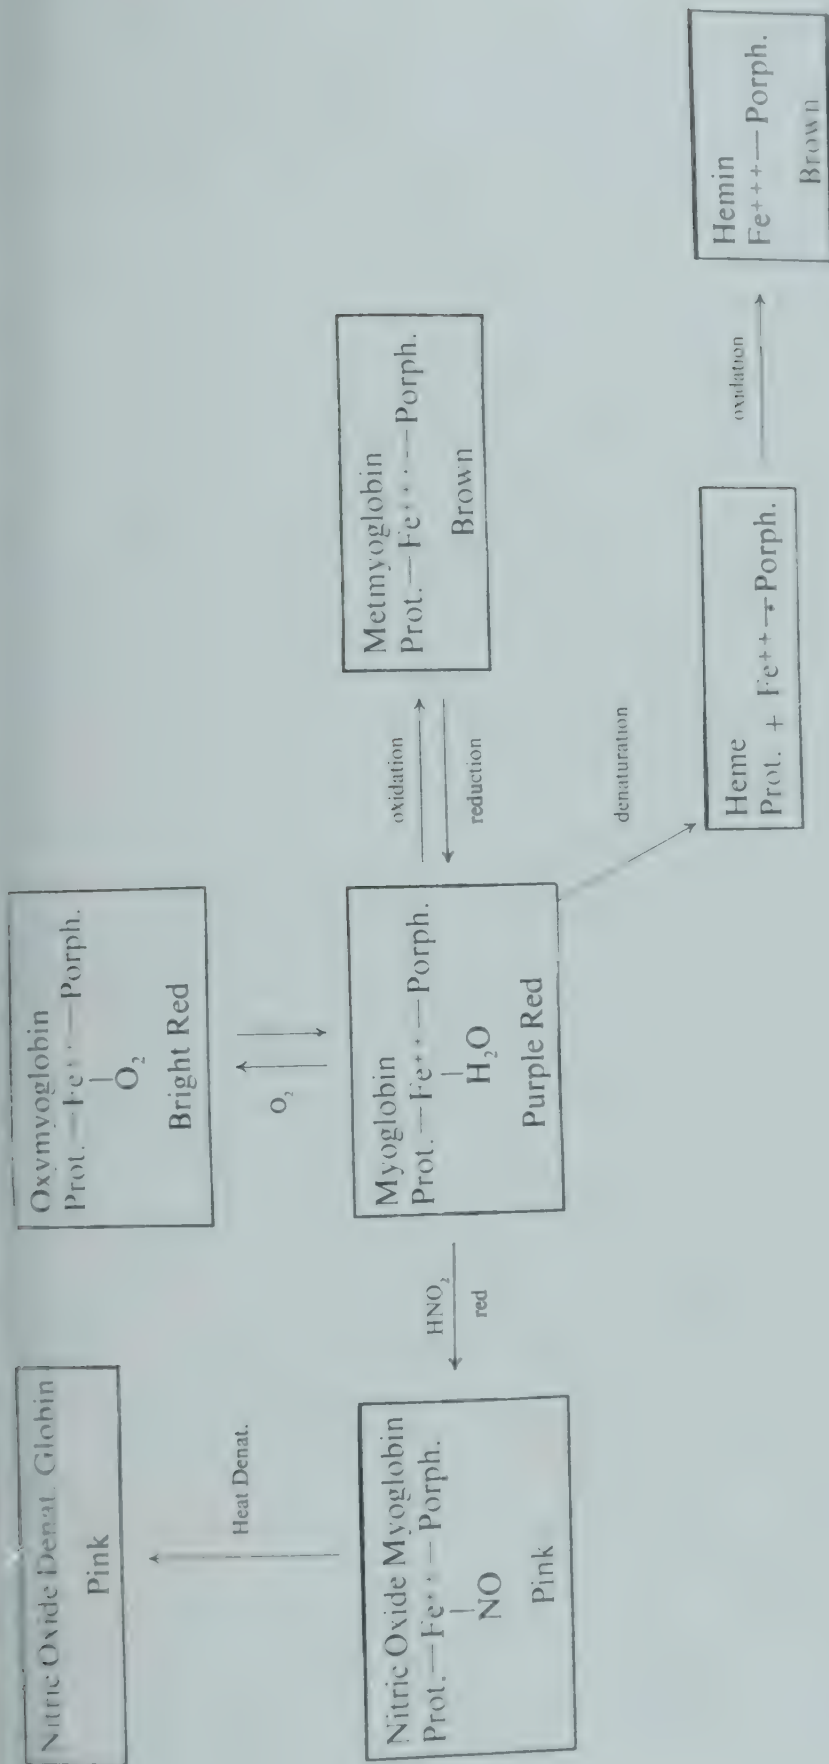 Nitric Oxide Denat. Globin
Pink
Heat Denat.
Nitric Oxide Myoglobin
Prot.—Fe++—Porph.
NO
Pink
HNO₂
red
Oxymyoglobin
Prot.—Fe++—Porph.
O₂
Bright Red
O₂
Myoglobin
Prot.—Fe++—Porph.
H₂O
Purple Red
oxidation
reduction
Metmyoglobin
Prot.—Fe+++—Porph.
Brown
denaturation
Heme
Prot. + Fe++—Porph.
oxidation
Hemin
Fe+++—Porph.
Brown